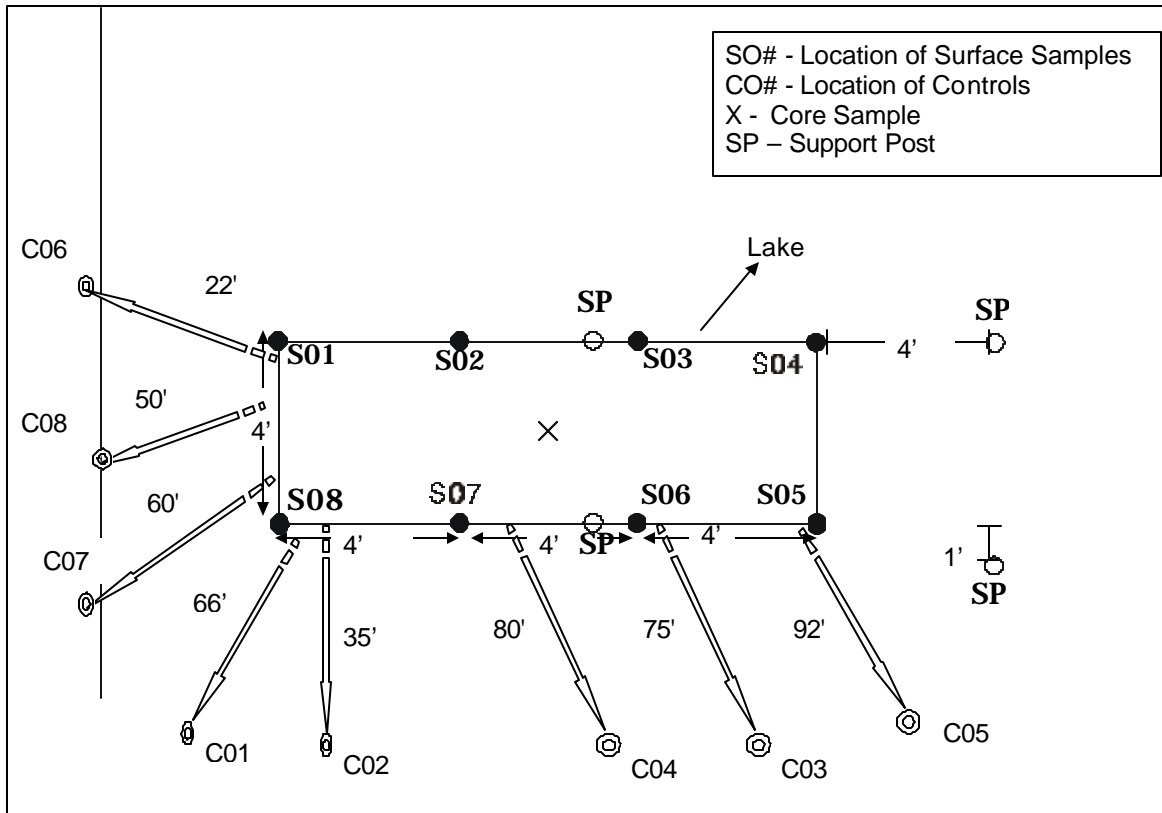 SO# - Location of Surface Samples
CO# - Location of Controls
X - Core Sample
SP – Support Post
C06
22'
Lake
SP
SP
S01
S02
S03
S04
4'
50'
C08
4'
60'
S08
S07
S06
S05
4'
4'
SP
4'
1'
SP
C07
66'
35’
80'
75'
92'
C01
C02
C04
C03
C05